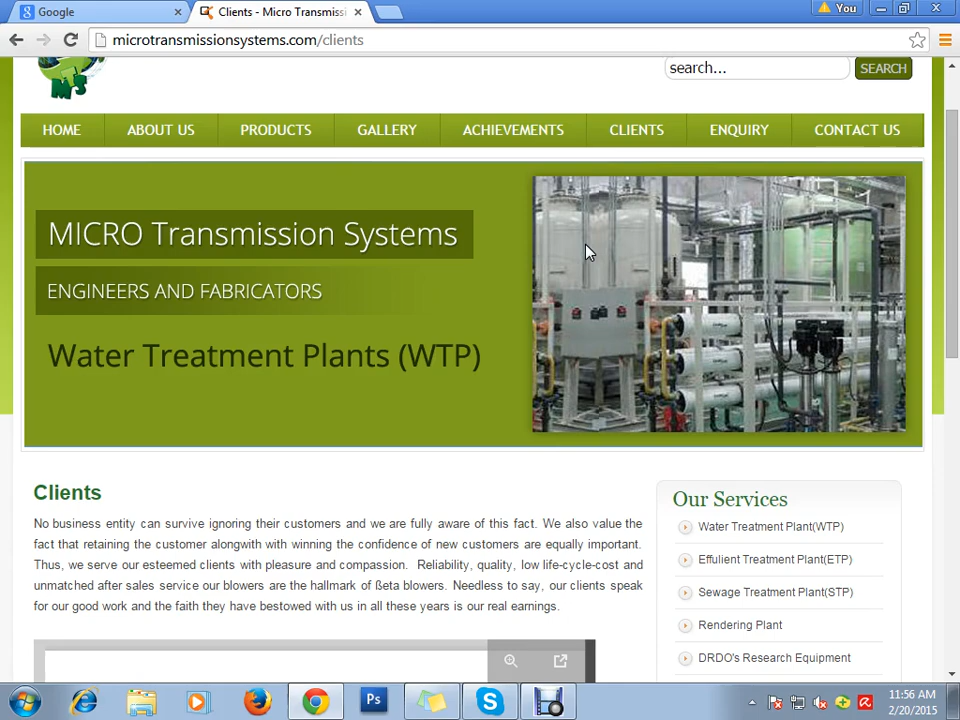 Google
Clients - Micro Transmissi
You
microtransmissionsystems.com/clients
search...
SEARCH
HOME
ABOUT US
PRODUCTS
GALLERY
ACHIEVEMENTS
CLIENTS
ENQUIRY
CONTACT US
MICRO Transmission Systems
ENGINEERS AND FABRICATORS
Water Treatment Plants (WTP)
Clients
No business entity can survive ignoring their customers and we are fully aware of this fact. We also value the
fact that retaining the customer alongwith with winning the confidence of new customers are equally important.
Thus, we serve our esteemed clients with pleasure and compassion. Reliability, quality, low life-cycle-cost and
unmatched after sales service our blowers are the hallmark of ßeta blowers. Needless to say, our clients speak
for our good work and the faith they have bestowed with us in all these years is our real earnings.
Our Services
Water Treatment Plant(WTP)
Effulient Treatment Plant(ETP)
Sewage Treatment Plant(STP)
Rendering Plant
DRDO's Research Equipment
Ps
11:56 AM
2/20/2015